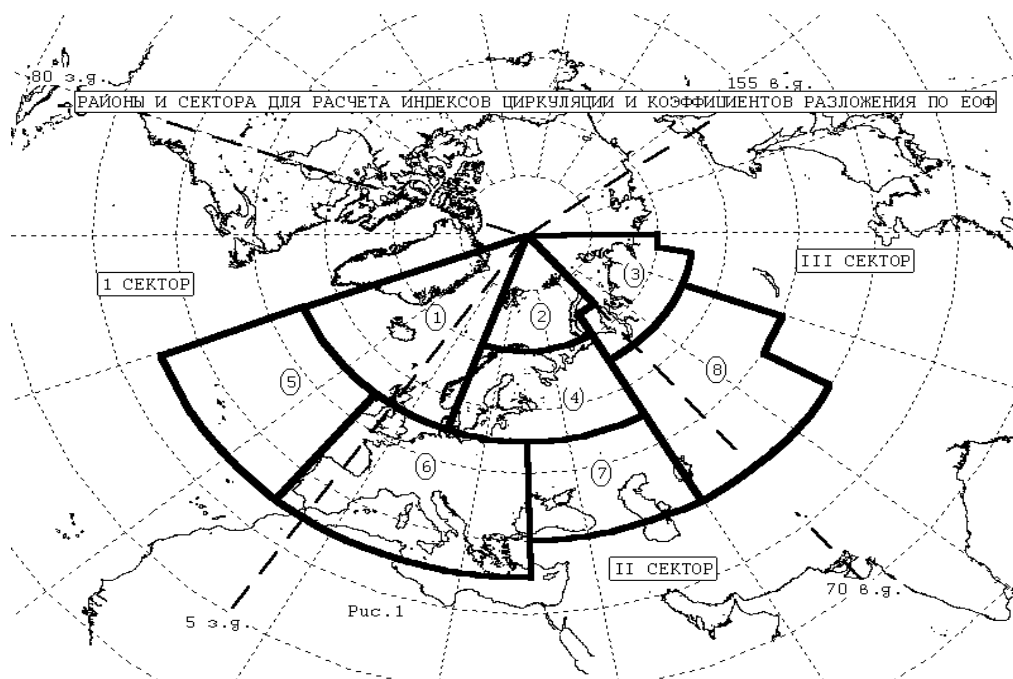 80 з.д.
155 в.д.
РАЙОНЫ И СЕКТОРА ДЛЯ РАСЧЕТА ИНДЕКСОВ ЦИРКУЛЯЦИИ И КОЭФФИЦИЕНТОВ РАЗЛОЖЕНИЯ ПО ЕОФ
III СЕКТОР
3
1 СЕКТОР
1
2
8
5
4
6
7
II СЕКТОР
70 в.д.
Рис.1
5 з.д.